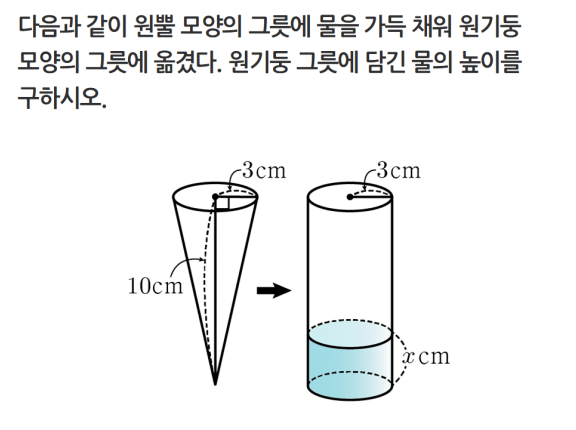 다음과 같이 원뿔 모양의 그릇에 물을 가득 채워 원기둥
모양의 그릇에 옮겼다. 원기둥 그릇에 담긴 물의 높이를
구하시오.
3cm
3cm
10cm
x cm